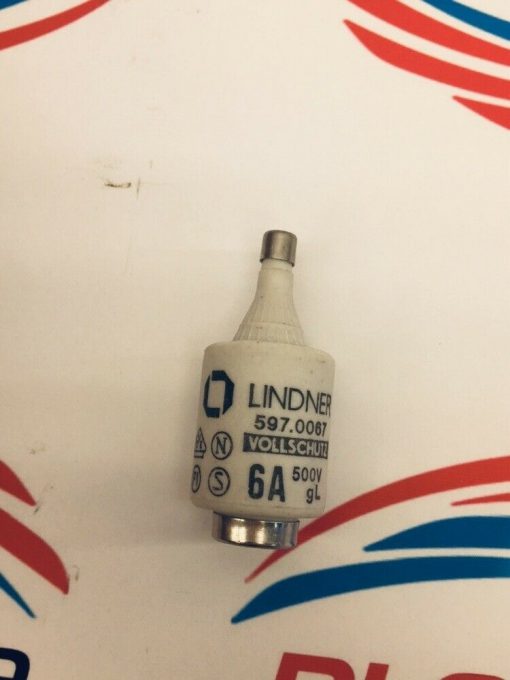 LINDNER
597.0067
VOLLSCHUTZ
N
S
6A 500V
gL